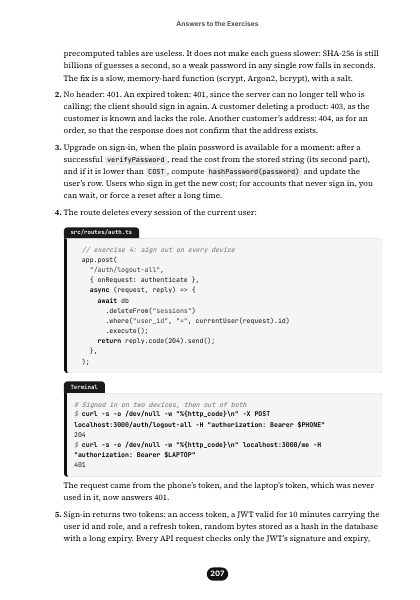 Answers to the Exercises
precomputed tables are useless. It does not make each guess slower: SHA-256 is still
billions of guesses a second, so a weak password in any single row falls in seconds.
The fix is a slow, memory-hard function (scrypt, Argon2, bcrypt), with a salt.
2. No header: 401. An expired token: 401, since the server can no longer tell who is
calling; the client should sign in again. A customer deleting a product: 403, as the
customer is known and lacks the role. Another customer's address: 404, as for an
order, so that the response does not confirm that the address exists.
3. Upgrade on sign-in, when the plain password is available for a moment: after a
successful verifyPassword, read the cost from the stored string (its second part),
and if it is lower than COST, compute hashPassword(password) and update the
user's row. Users who sign in get the new cost; for accounts that never sign in, you
can wait, or force a reset after a long time.
4. The route deletes every session of the current user:
src/routes/auth.ts
// exercise 4: sign out on every device
app.post(
"/auth/logout-all",
{ onRequest: authenticate },
async (request, reply) => {
await db
.deleteFrom("sessions")
.where("user_id", "=", currentUser(request).id)
.execute();
return reply.code(204).send();
},
);
Terminal
# Signed in on two devices, then out of both
$ curl -s -o /dev/null -w "%{http_code}\n" -X POST
localhost:3000/auth/logout-all -H "authorization: Bearer $PHONE"
204
$ curl -s -o /dev/null -w "%{http_code}\n" localhost:3000/me -H
"authorization: Bearer $LAPTOP"
401
The request came from the phone's token, and the laptop's token, which was never
used in it, now answers 401.
5. Sign-in returns two tokens: an access token, a JWT valid for 10 minutes carrying the
user id and role, and a refresh token, random bytes stored as a hash in the database
with a long expiry. Every API request checks only the JWT's signature and expiry,
207